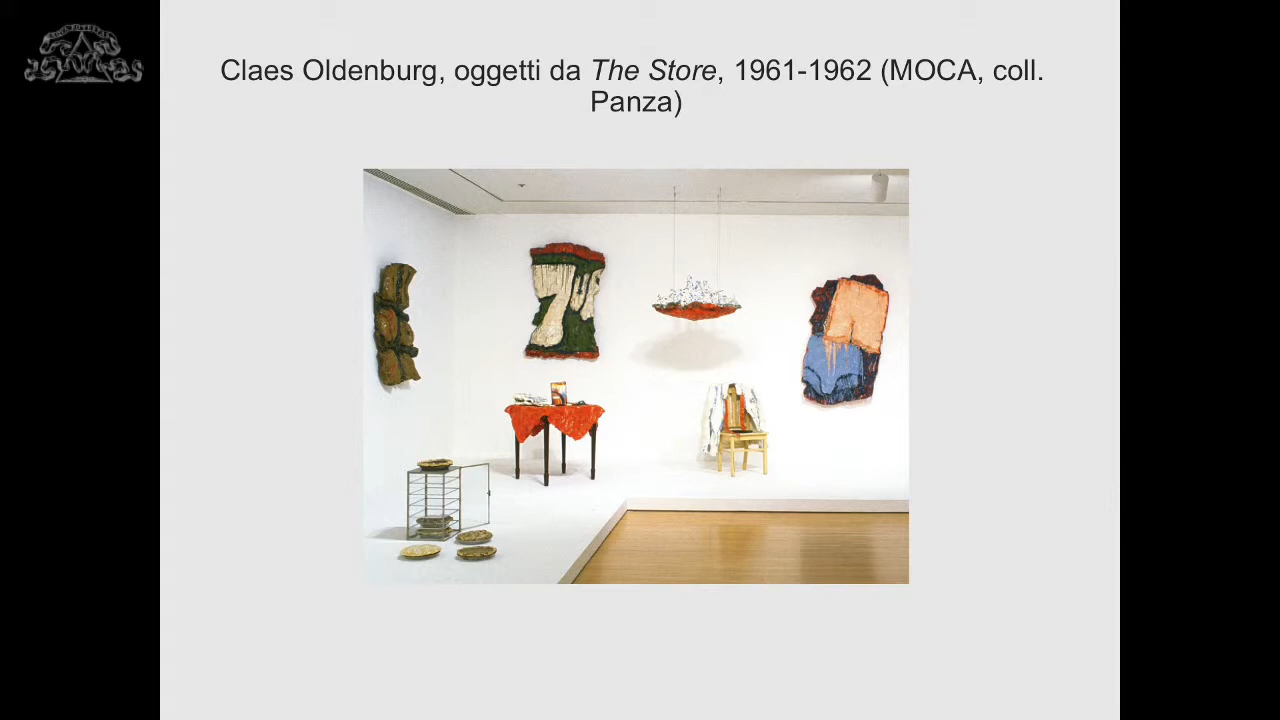 Claes Oldenburg, oggetti da The Store, 1961-1962 (MOCA, coll.
Panza)